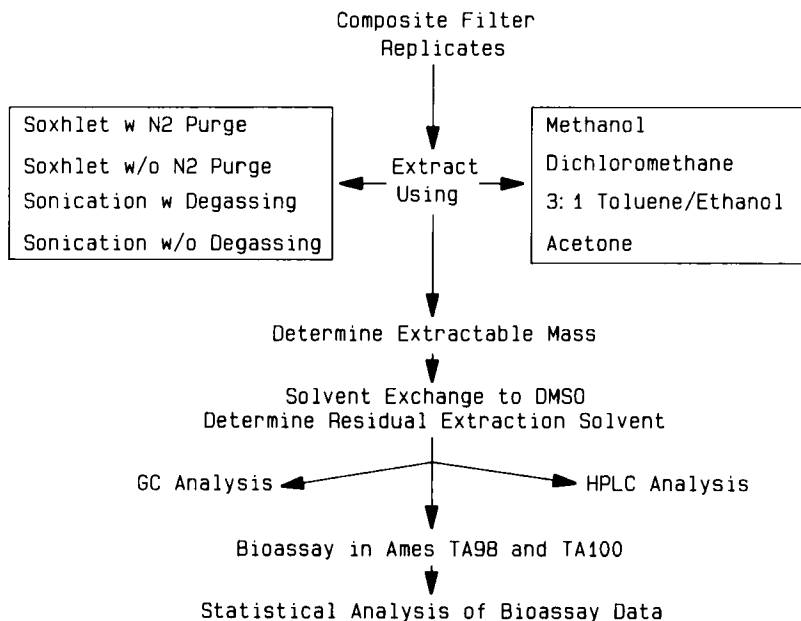 Composite Filter
Replicates
Soxhlet w N2 Purge
Soxhlet w/o N2 Purge
Sonication w Degassing
Sonication w/o Degassing
Extract
Using
Methanol
Dichloromethane
3:1 Toluene/Ethanol
Acetone
Determine Extractable Mass
Solvent Exchange to DMSO
Determine Residual Extraction Solvent
GC Analysis
HPLC Analysis
Bioassay in Ames TA98 and TA100
Statistical Analysis of Bioassay Data